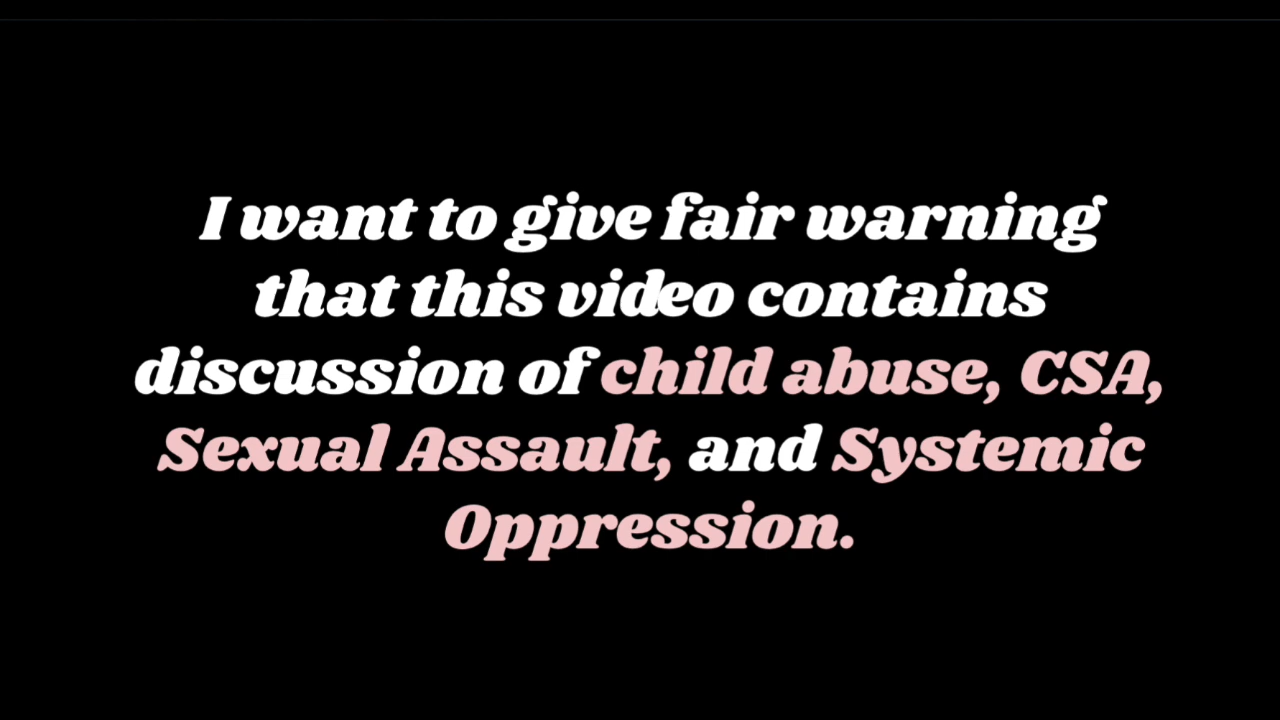 I want to give fair warning
that this video contains
discussion of child abuse, CSA,
Sexual Assault, and Systemic
Oppression.